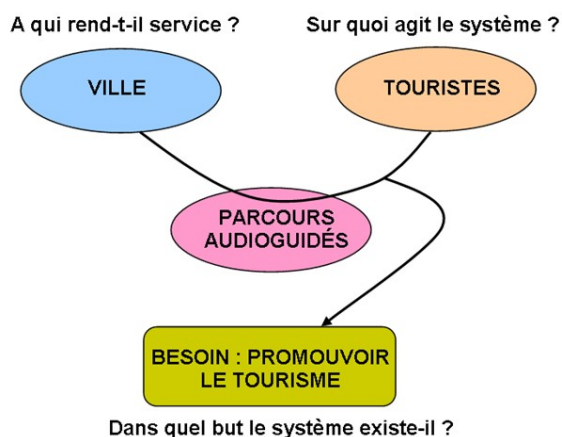 A qui rend-t-il service ?
Sur quoi agit le système ?
VILLE
TOURISTES
PARCOURS
AUDIOGUIDÉS
BESOIN : PROMOUVOIR
LE TOURISME
Dans quel but le système existe-il ?